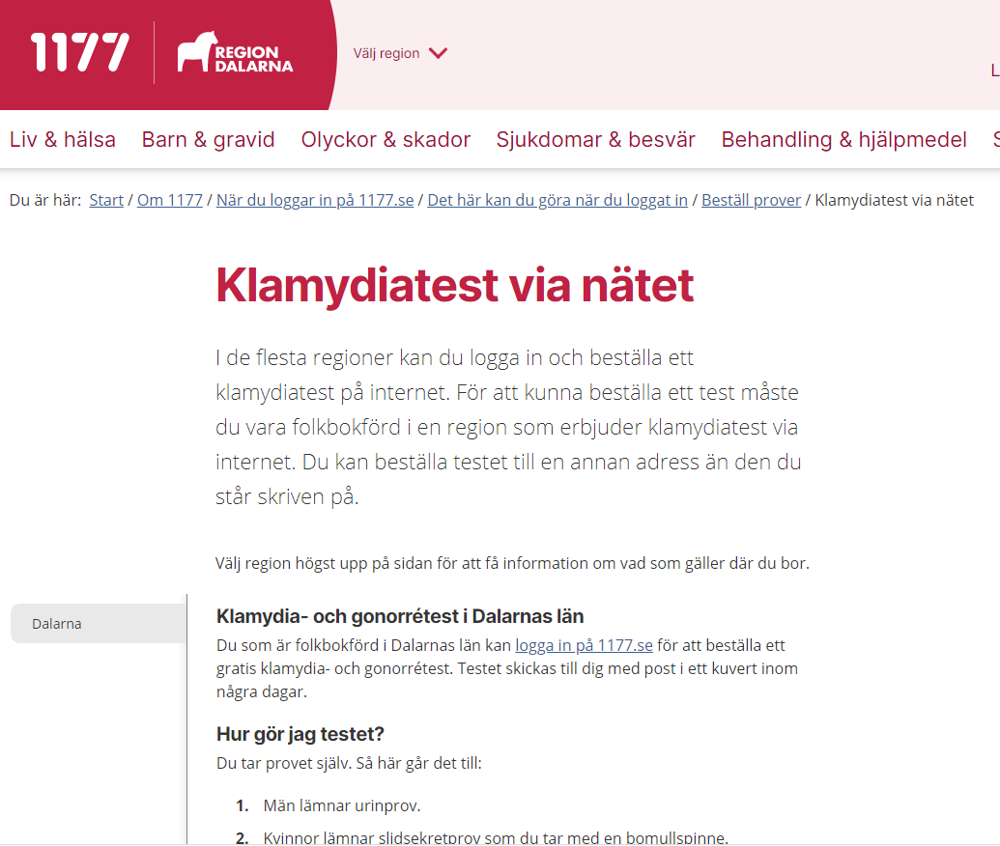 1177
REGION
DALARNA
Välj region
L
Liv & hälsa Barn & gravid Olyckor & skador Sjukdomar & besvär Behandling & hjälpmedel S
Du är här: Start / Om 1177 / När du loggar in på 1177.se / Det här kan du göra när du loggat in / Beställ prover / Klamydiatest via nätet
Klamydiatest via nätet
I de flesta regioner kan du logga in och beställa ett
klamydiatest på internet. För att kunna beställa ett test måste
du vara folkbokförd i en region som erbjuder klamydiatest via
internet. Du kan beställa testet till en annan adress än den du
står skriven på.
Välj region högst upp på sidan för att få information om vad som gäller där du bor.
Dalarna
Klamydia- och gonorrétest i Dalarnas län
Du som är folkbokförd i Dalarnas län kan logga in på 1177.se för att beställa ett
gratis klamydia- och gonorrétest. Testet skickas till dig med post i ett kuvert inom
några dagar.
Hur gör jag testet?
Du tar provet själv. Så här går det till:
1. Män lämnar urinprov.
2. Kvinnor lämnar slidsekretprov som du tar med en bomullspinne.